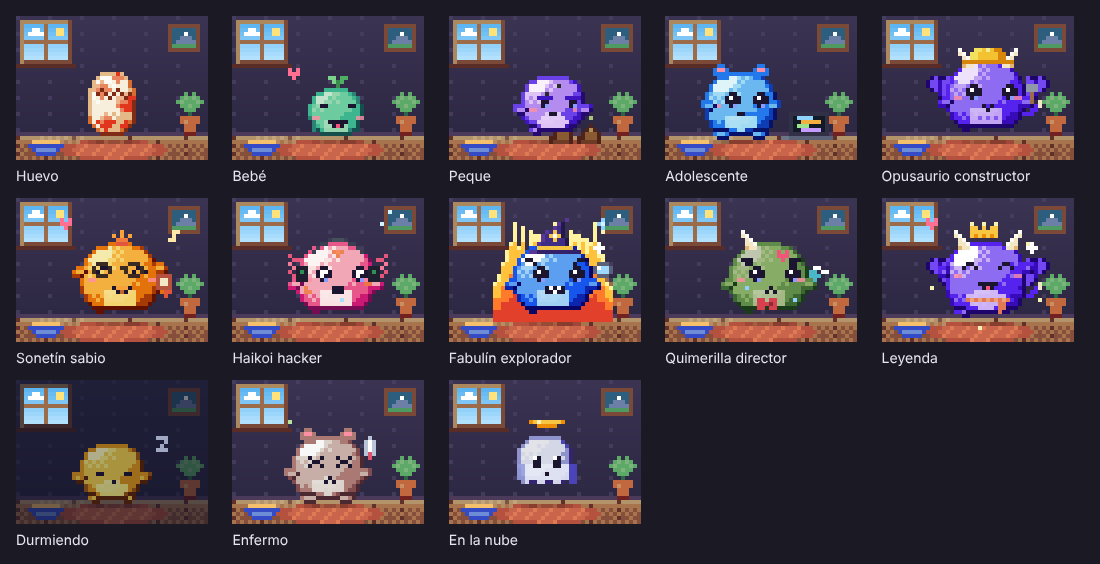 Huevo
Bebé
Peque
Adolescente
Opusaurio constructor
Sonetín sabio
Haikoi hacker
Fabulín explorador
Quimerilla director
Leyenda
Z
Durmiendo
Enfermo
En la nube